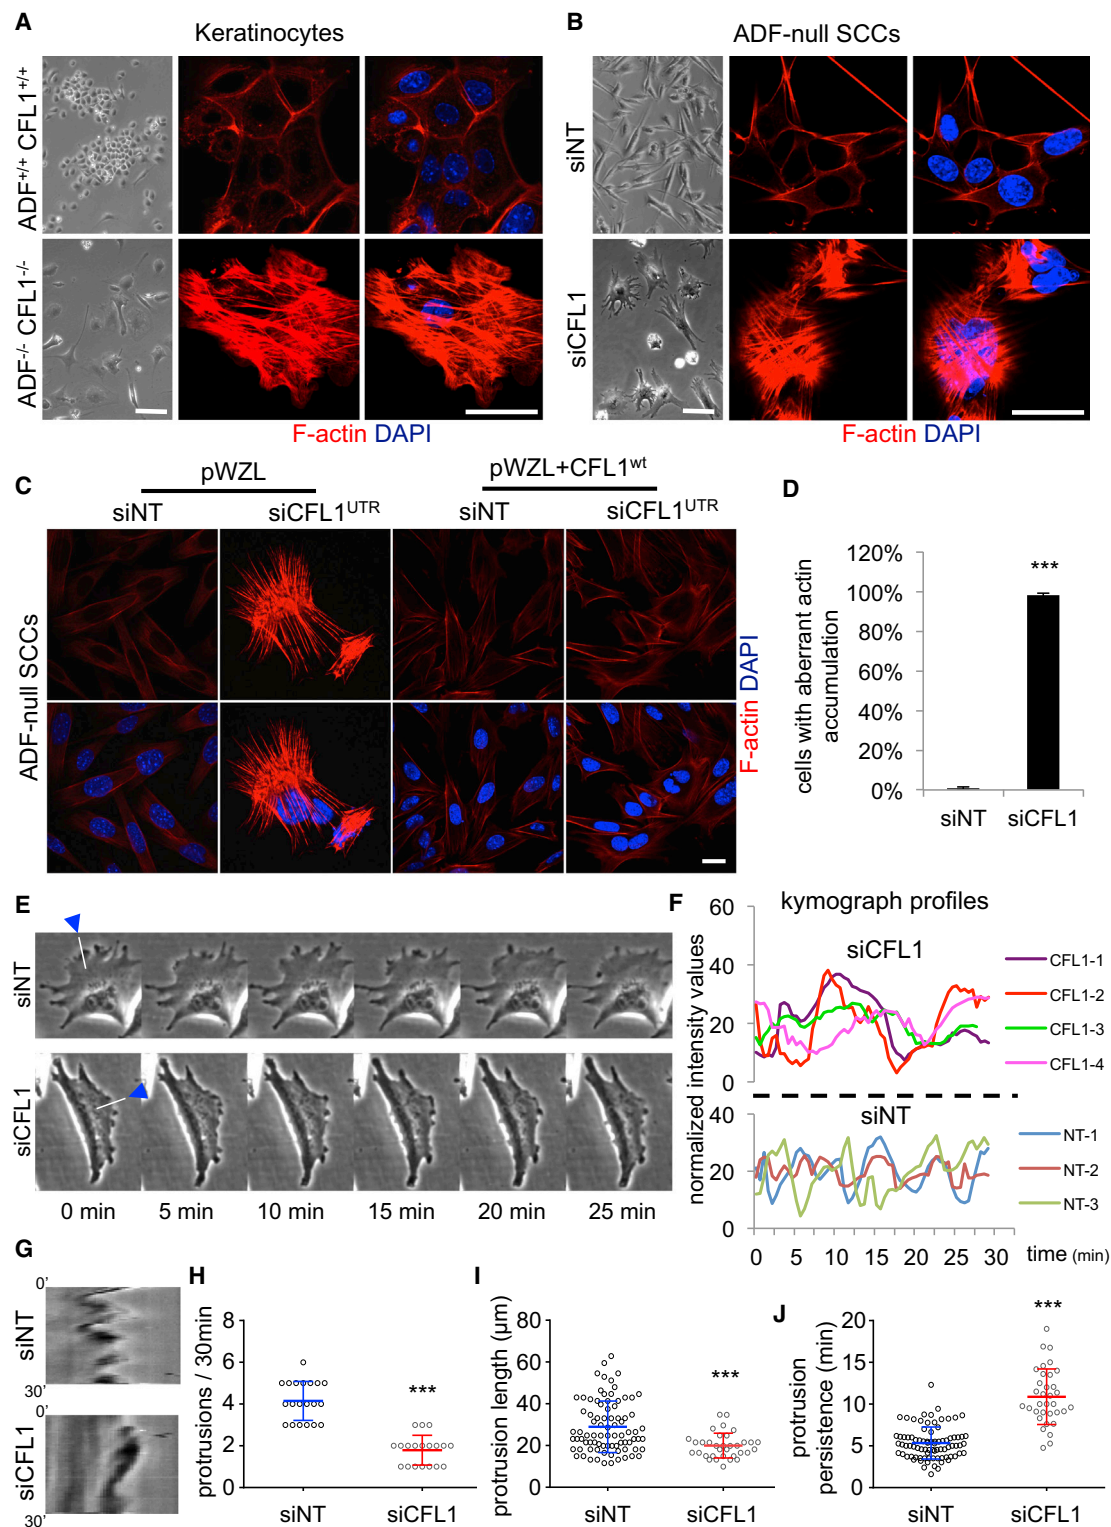 A
Keratinocytes
ADF+/+ CFL1+/+
ADF-/- CFL1-/-
F-actin DAPI
B
ADF-null SCCs
siNT
siCFL1
F-actin DAPI
C
pWZL
pWZL+CFL1wt
siNT
siCFL1UTR
siNT
siCFL1UTR
ADF-null SCCs
F-actin DAPI
D
cells with aberrant actin
accumulation
120%
100%
80%
60%
40%
20%
0%
***
siNT
siCFL1
E
siNT
siCFL1
0 min
5 min
10 min
15 min
20 min
25 min
F
kymograph profiles
normalized intensity values
60
40
20
0
siCFL1
CFL1-1
CFL1-2
CFL1-3
CFL1-4
40
20
0
siNT
NT-1
NT-2
NT-3
0 5 10 15 20 25 30
time (min)
G
0'
siNT
30'
0'
siCFL1
30'
H
protrusions / 30min
8
6
4
2
0
***
siNT
siCFL1
I
protrusion length (µm)
80
60
40
20
0
***
siNT
siCFL1
J
protrusion
persistence (min)
20
15
10
5
0
***
siNT
siCFL1